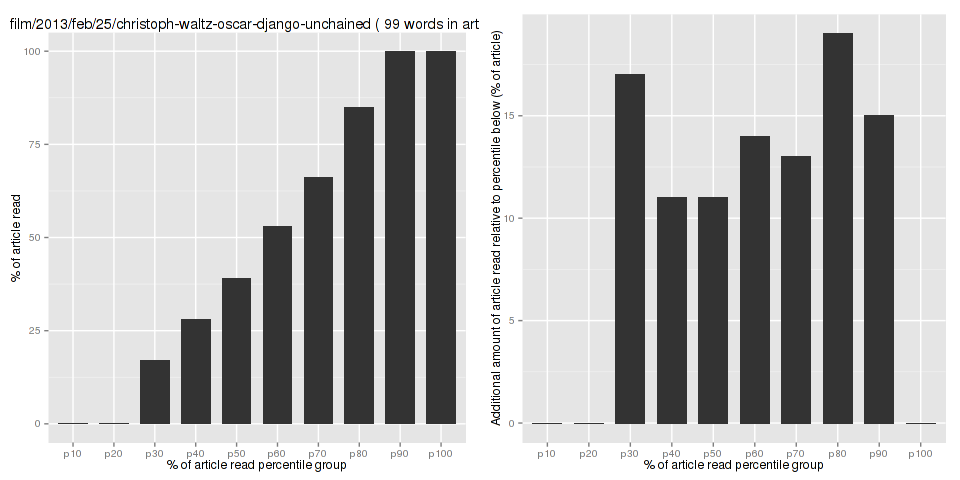 film/2013/feb/25/christoph-waltz-oscar-django-unchained ( 99 words in art
100
75
50
25
0
% of article read
p10 p20 p30 p40 p50 p60 p70 p80 p90 p100
% of article read percentile group
15
10
5
0
Additional amount of article read relative to percentile below (% of article)
p10 p20 p30 p40 p50 p60 p70 p80 p90 p100
% of article read percentile group